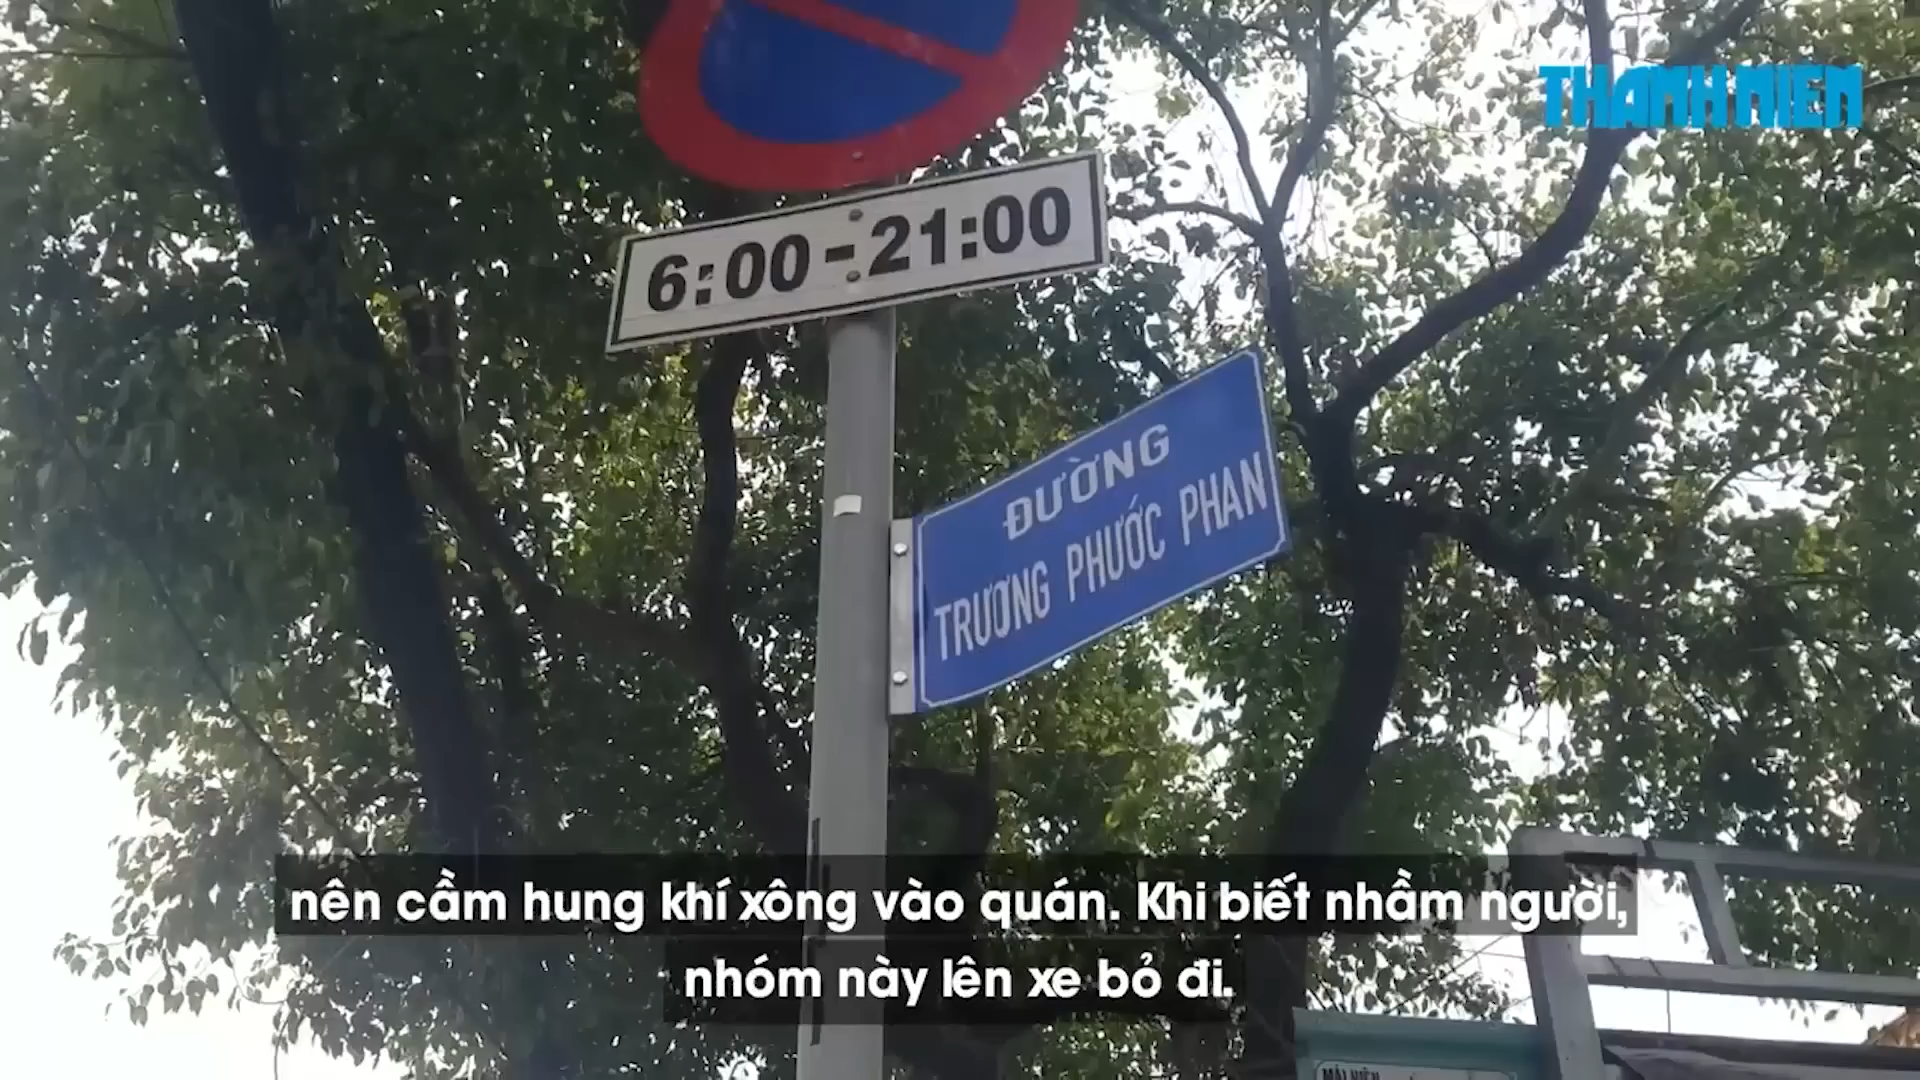 THANH NIÊN
6:00-21:00
ĐƯỜNG
TRƯƠNG PHƯỚC PHAN
nên cầm hung khí xông vào quán. Khi biết nhầm người,
nhóm này lên xe bỏ đi.